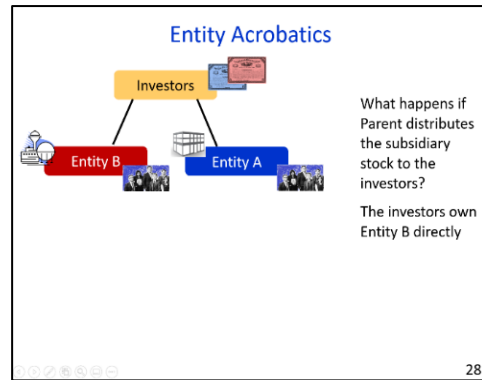 Entity Acrobatics
Investors
Entity B
Entity A
What happens if
Parent distributes
the subsidiary
stock to the
investors?
The investors own
Entity B directly
28